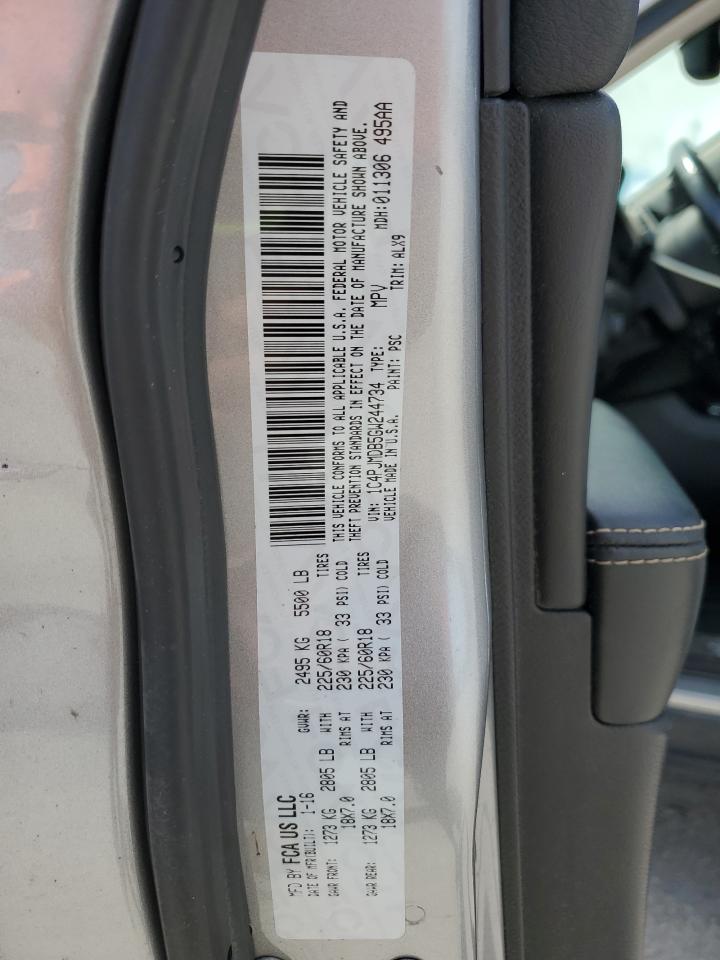 MFD BY FCA US LLC
DATE OF MFR(BUILT): 1-16 GVWR: 2495 KG 5500 LB
GAWR FRONT: 1273 KG 2805 LB WITH 225/60R18 TIRES
18X7.0 RIMS AT 230 KPA ( 33 PSI) COLD
GAWR REAR: 1273 KG 2805 LB WITH 225/60R18 TIRES
18X7.0 RIMS AT 230 KPA ( 33 PSI) COLD
THIS VEHICLE CONFORMS TO ALL APPLICABLE U.S.A. FEDERAL MOTOR VEHICLE SAFETY AND
THEFT PREVENTION STANDARDS IN EFFECT ON THE DATE OF MANUFACTURE SHOWN ABOVE.
VIN: 1C4PJMDB5GW244734 TYPE: MPV MDH:011306 495AA
VEHICLE MADE IN U.S.A. PAINT: PSC TRIM: ALX9